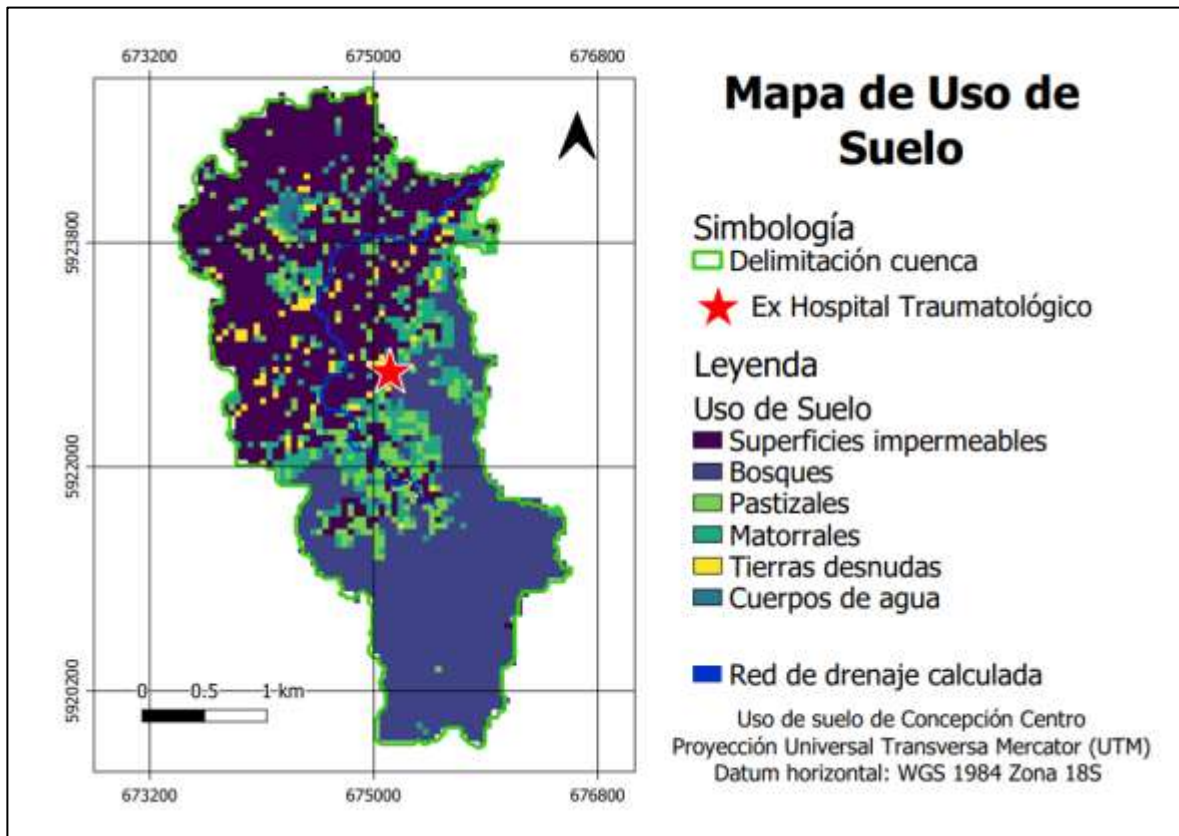 673200 675000 676800
5923800
5922000
5920200
0 0.5 1 km
673200 675000 676800
Mapa de Uso de
Suelo
Simbología
Delimitación cuenca
Ex Hospital Traumatológico
Leyenda
Uso de Suelo
Superficies impermeables
Bosques
Pastizales
Matorrales
Tierras desnudas
Cuerpos de agua
Red de drenaje calculada
Uso de suelo de Concepción Centro
Proyección Universal Transversa Mercator (UTM)
Datum horizontal: WGS 1984 Zona 18S